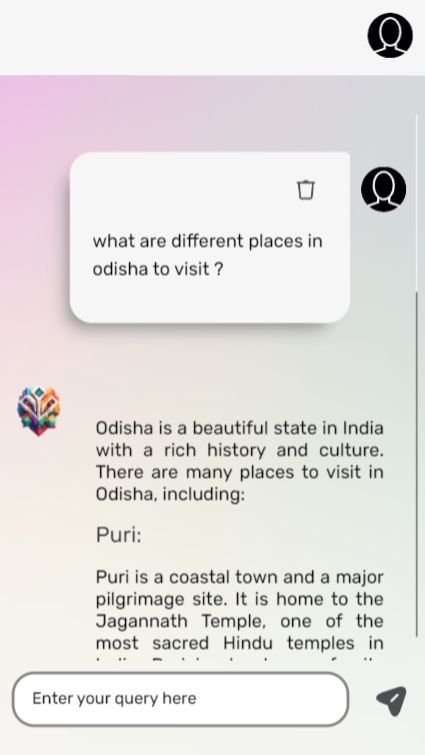 what are different places in
odisha to visit ?
Odisha is a beautiful state in India
with a rich history and culture.
There are many places to visit in
Odisha, including:
Puri:
Puri is a coastal town and a major
pilgrimage site. It is home to the
Jagannath Temple, one of the
most sacred Hindu temples in
Enter your query here